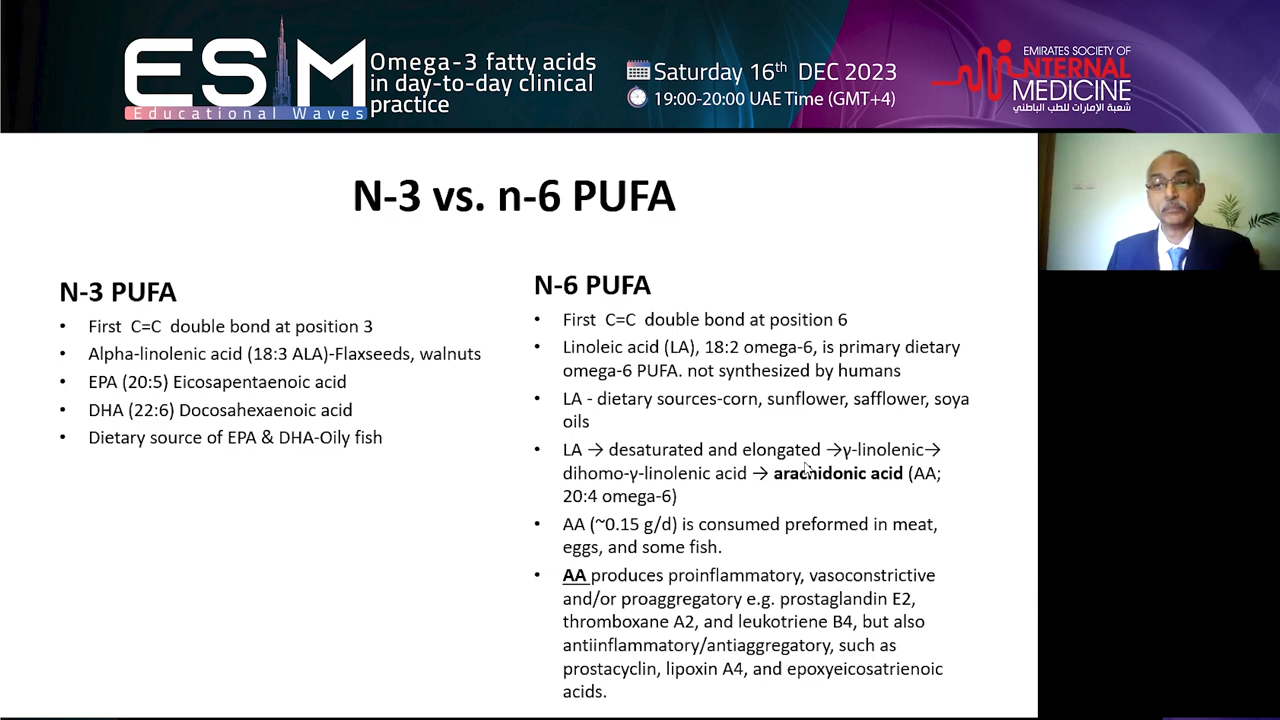 ESM
Educational Waves
Omega-3 fatty acids
in day-to-day clinical
practice
Saturday 16th DEC 2023
19:00-20:00 UAE Time (GMT+4)
EMIRATES SOCIETY OF
INTERNAL
MEDICINE
شعبة الإمارات للطب الباطني
N-3 vs. n-6 PUFA
N-3 PUFA
• First C=C double bond at position 3
• Alpha-linolenic acid (18:3 ALA)-Flaxseeds, walnuts
• EPA (20:5) Eicosapentaenoic acid
• DHA (22:6) Docosahexaenoic acid
• Dietary source of EPA & DHA-Oily fish
N-6 PUFA
• First C=C double bond at position 6
• Linoleic acid (LA), 18:2 omega-6, is primary dietary
omega-6 PUFA. not synthesized by humans
• LA - dietary sources-corn, sunflower, safflower, soya
oils
• LA → desaturated and elongated →γ-linolenic→
dihomo-γ-linolenic acid → arachidonic acid (AA;
20:4 omega-6)
• AA (~0.15 g/d) is consumed preformed in meat,
eggs, and some fish.
• AA produces proinflammatory, vasoconstrictive
and/or proaggregatory e.g. prostaglandin E2,
thromboxane A2, and leukotriene B4, but also
antiinflammatory/antiaggregatory, such as
prostacyclin, lipoxin A4, and epoxyeicosatrienoic
acids.